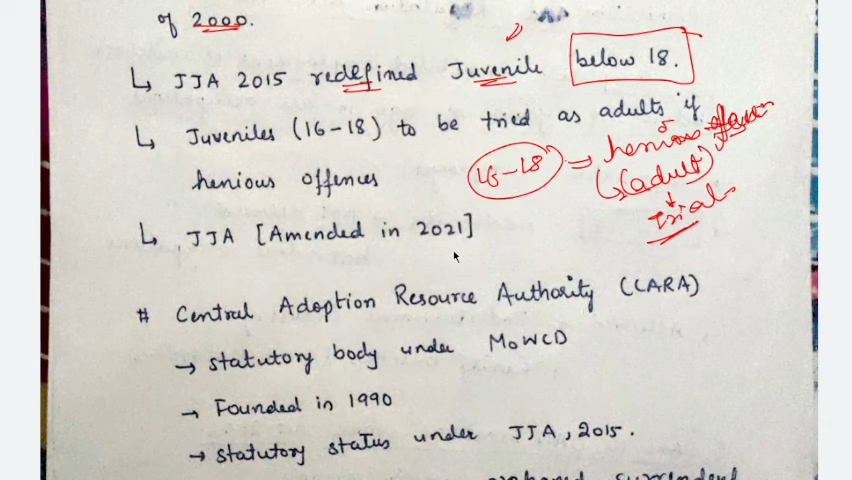 of 2000.
↳ JJA 2015 redefined Juvenile below 18.
↳ Juveniles (16-18) to be tried as adults if
henious offences
16-18 ⇒ henious
(adult)
↓
trial
↳ JJA [Amended in 2021]
# Central Adoption Resource Authority (CARA)
→ statutory body under MoWCD
→ Founded in 1990
→ statutory status under JJA, 2015.